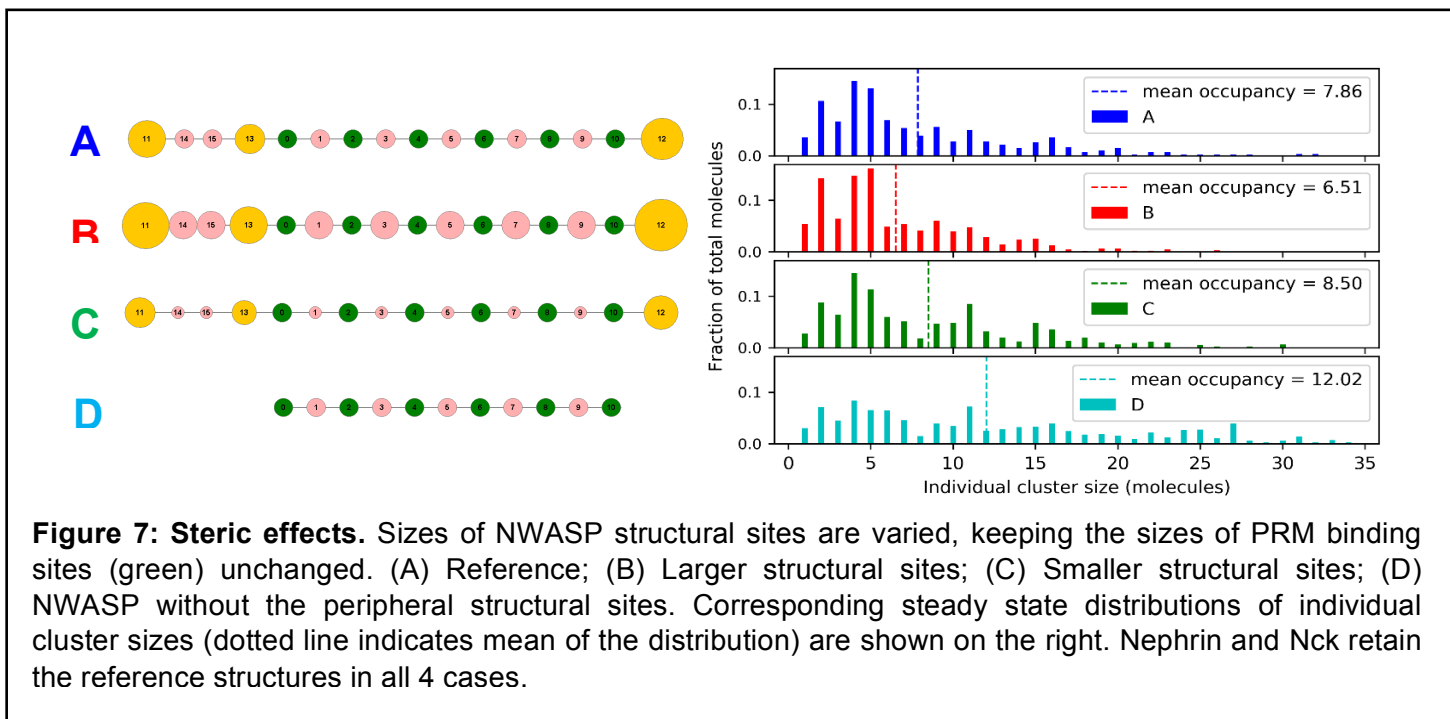 A
11 14 15 13 0 1 2 3 4 5 6 7 8 9 10 12
B
11 14 15 13 0 1 2 3 4 5 6 7 8 9 10 12
C
11 14 15 13 0 1 2 3 4 5 6 7 8 9 10 12
D
0 1 2 3 4 5 6 7 8 9 10
Fraction of total molecules
0.1
0.0
mean occupancy = 7.86
A
0.1
0.0
mean occupancy = 6.51
B
0.1
0.0
mean occupancy = 8.50
C
0.1
0.0
mean occupancy = 12.02
D
0 5 10 15 20 25 30 35
Individual cluster size (molecules)
Figure 7: Steric effects. Sizes of NWASP structural sites are varied, keeping the sizes of PRM binding
sites (green) unchanged. (A) Reference; (B) Larger structural sites; (C) Smaller structural sites; (D)
NWASP without the peripheral structural sites. Corresponding steady state distributions of individual
cluster sizes (dotted line indicates mean of the distribution) are shown on the right. Nephrin and Nck retain
the reference structures in all 4 cases.